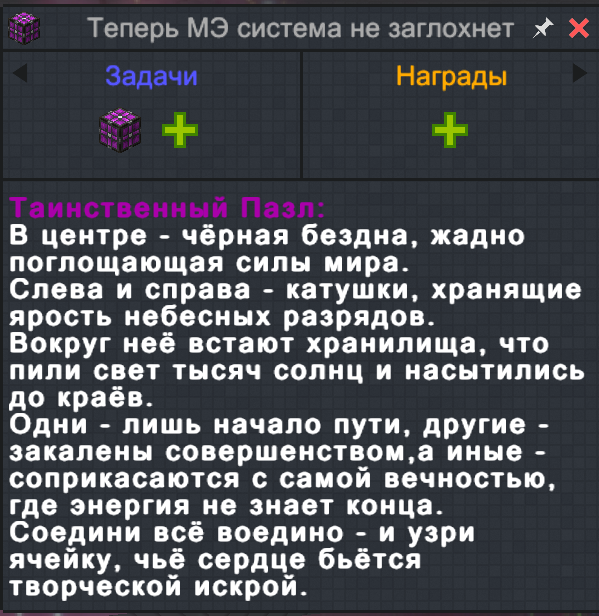 Теперь МЭ система не заглохнет
Задачи
Награды
Таинственный Пазл:
В центре - чёрная бездна, жадно
поглощающая силы мира.
Слева и справа - катушки, хранящие
ярость небесных разрядов.
Вокруг неё встают хранилища, что
пили свет тысяч солнц и насытились
до краёв.
Одни - лишь начало пути, другие -
закалены совершенством,а иные -
соприкасаются с самой вечностью,
где энергия не знает конца.
Соедини всё воедино - и узри
ячейку, чьё сердце бьётся
творческой искрой.